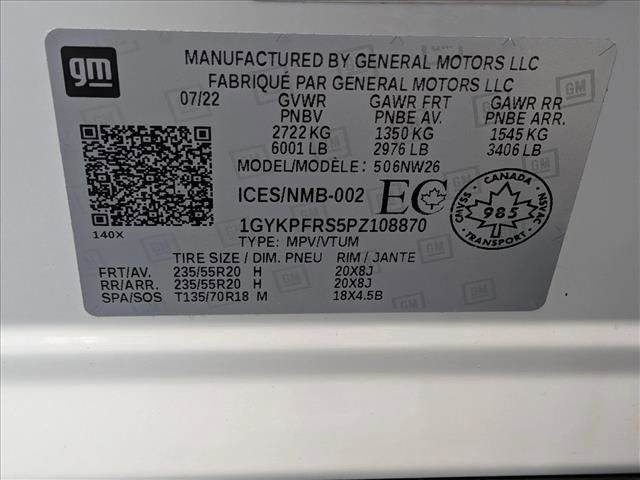 gm
MANUFACTURED BY GENERAL MOTORS LLC
FABRIQUÉ PAR GENERAL MOTORS LLC
07/22 GVWR GAWR FRT GAWR RR
PNBV PNBE AV. PNBE ARR.
2722 KG 1350 KG 1545 KG
6001 LB 2976 LB 3406 LB
MODEL/MODÈLE: 506NW26
ICES/NMB-002 EC
CANADA
NSVAC CMVSS
985
TRANSPORT
140X
1GYKPFRS5PZ108870
TYPE: MPV/VTUM
TIRE SIZE / DIM. PNEU RIM / JANTE
FRT/AV. 235/55R20 H 20X8J
RR/ARR. 235/55R20 H 20X8J
SPA/SOS T135/70R18 M 18X4.5B